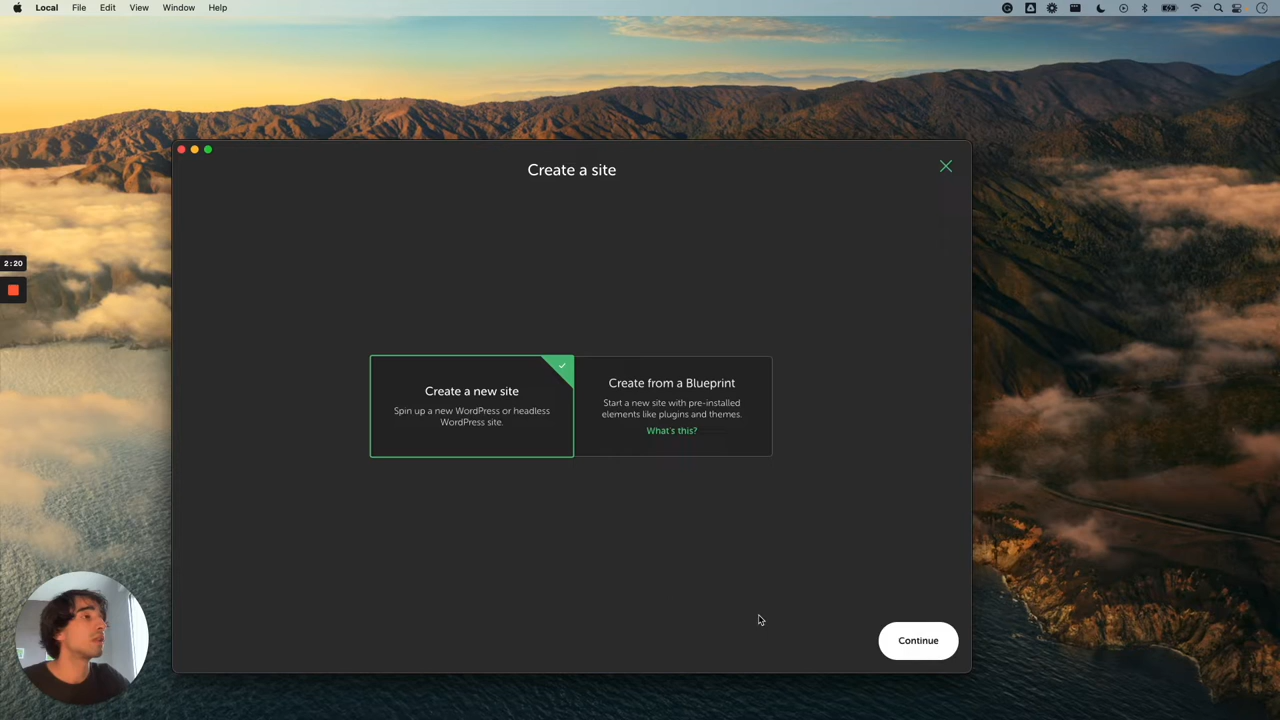 Local File Edit View Window Help
Create a site
2:20
Create a new site
Spin up a new WordPress or headless
WordPress site.
Create from a Blueprint
Start a new site with pre-installed
elements like plugins and themes.
What's this?
Continue